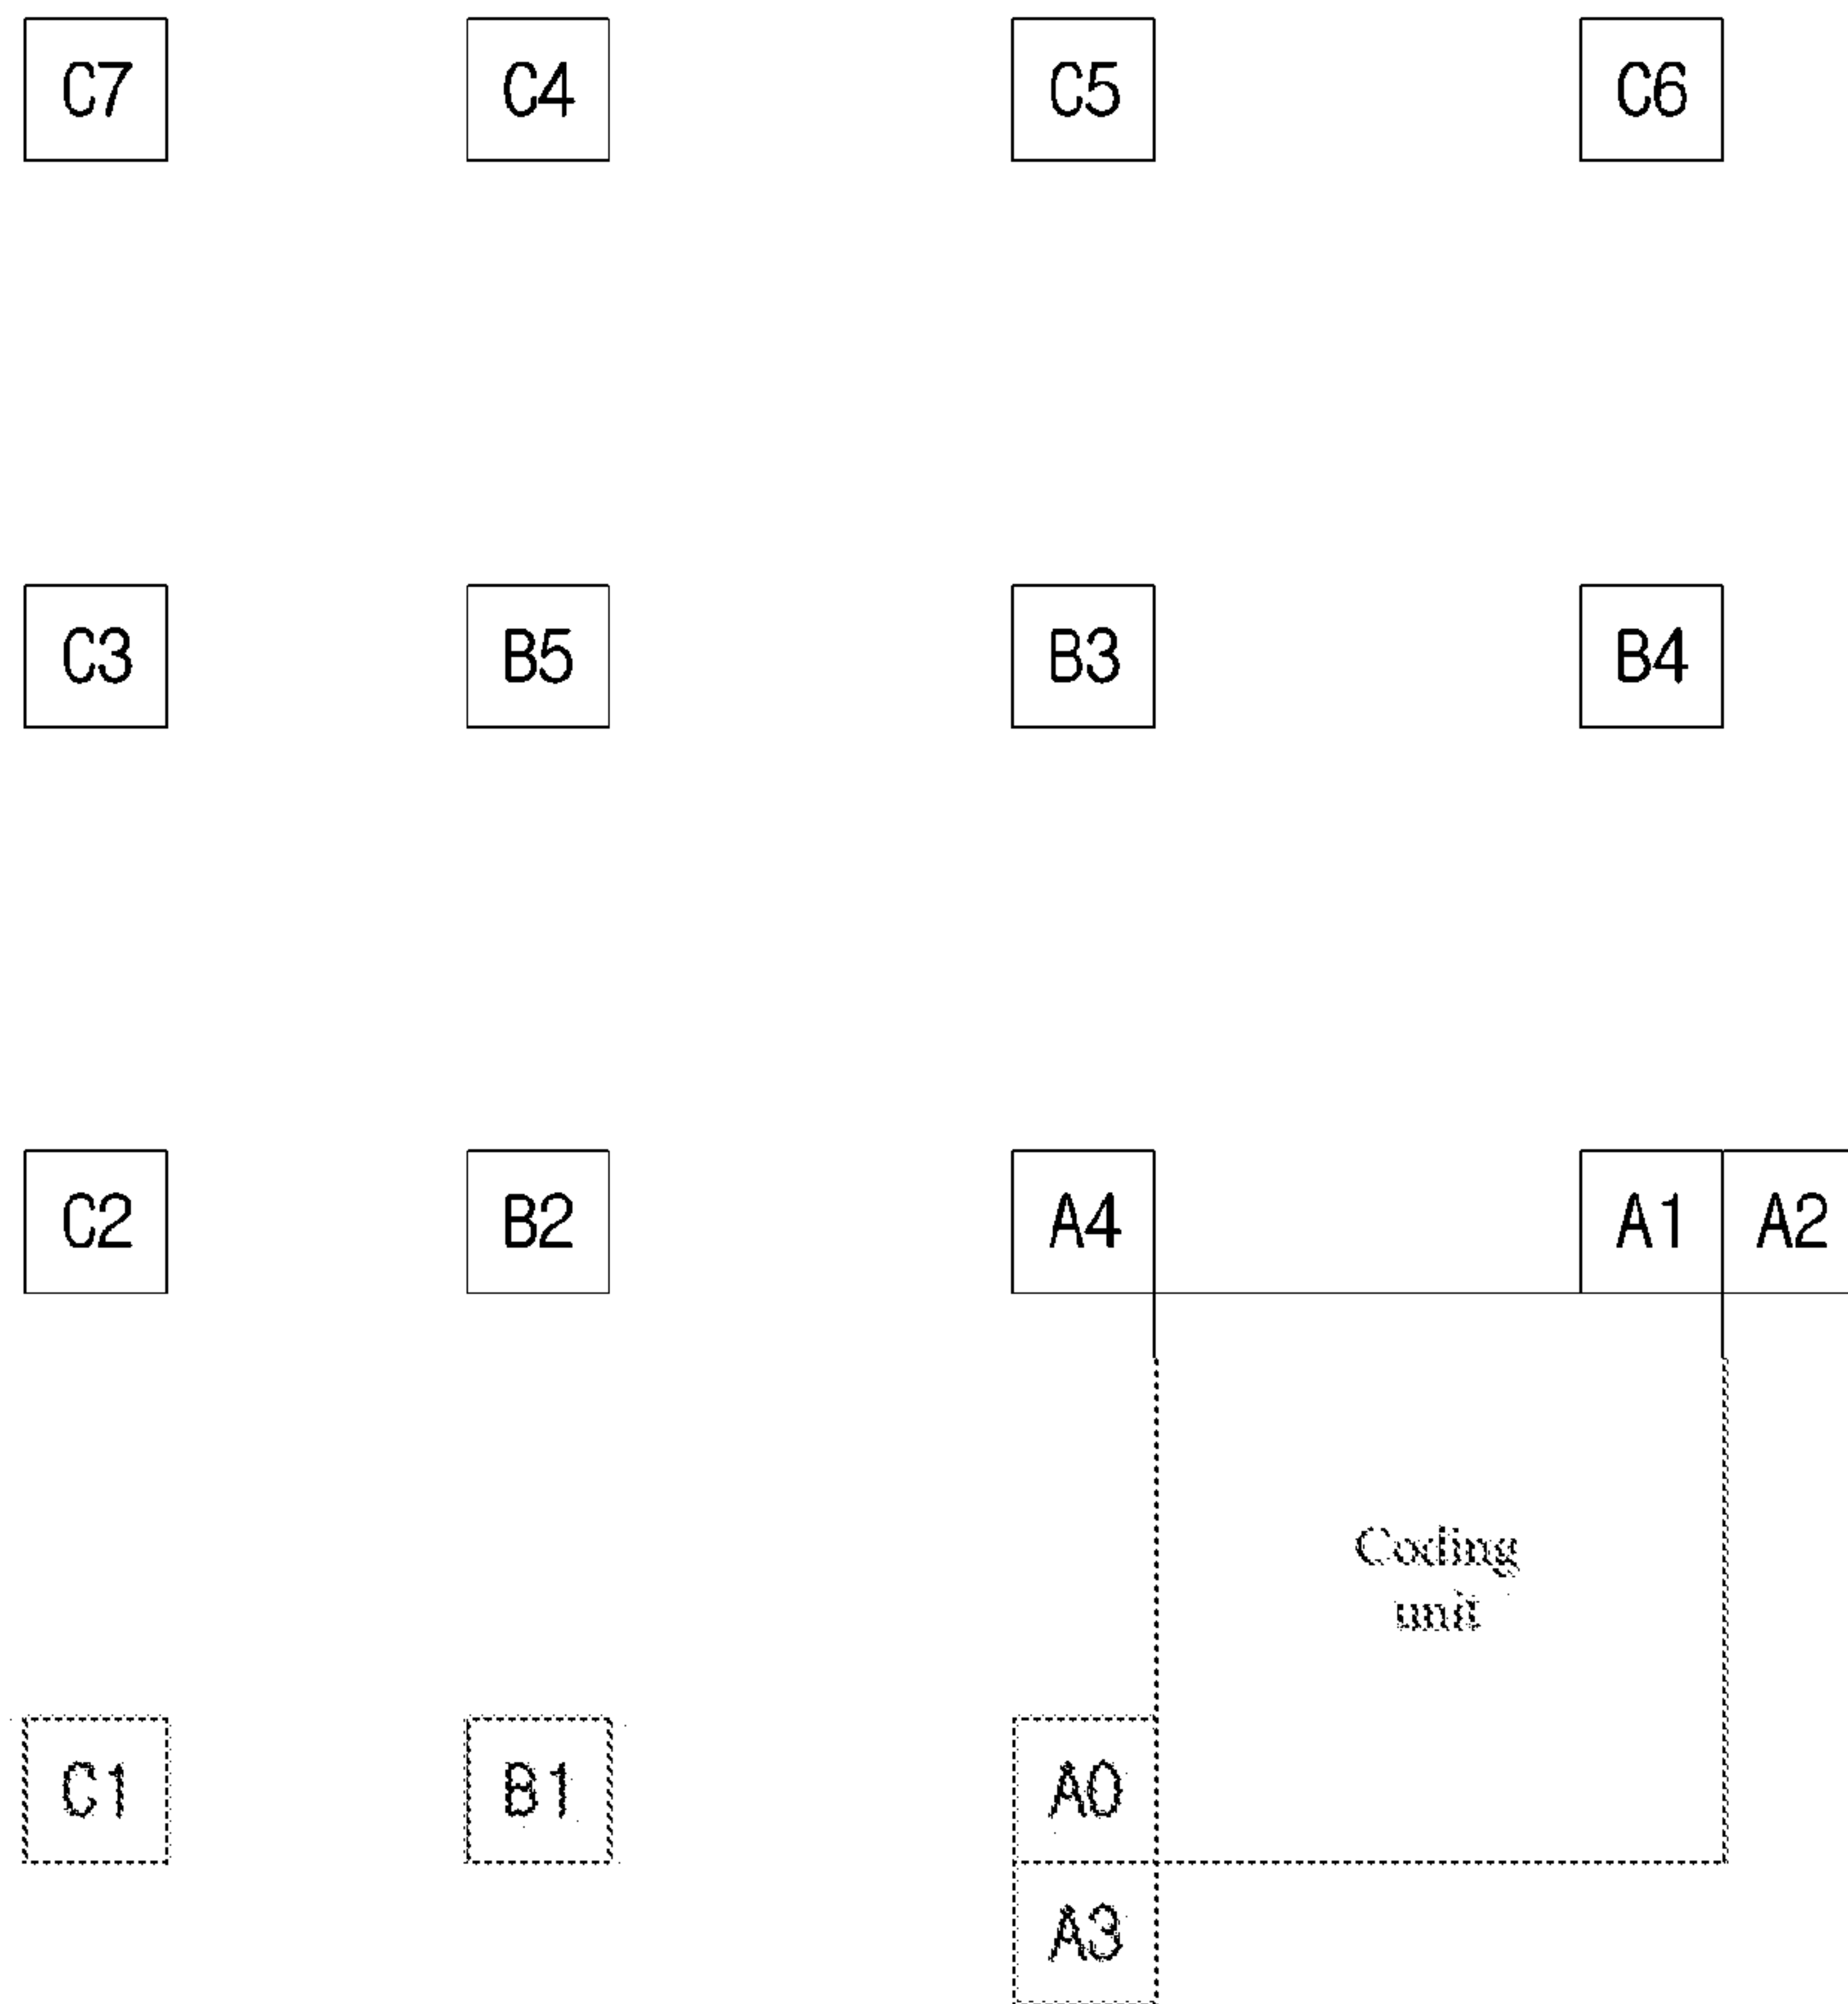 C7 C4 C5 C6
C3 B5 B3 B4
C2 B2 A4 A1 A2
Coding
unit
C1 B1 A0
A3